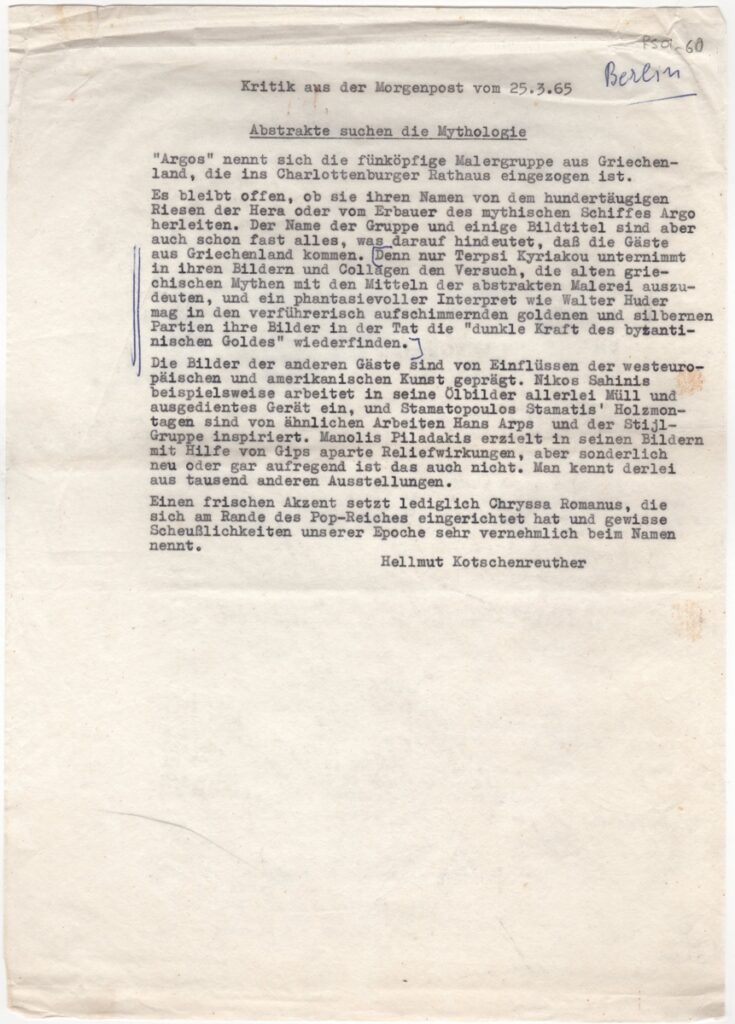 Psa-60
Berlin
Kritik aus der Morgenpost vom 25.3.65
Abstrakte suchen die Mythologie
"Argos" nennt sich die fünköpfige Malergruppe aus Griechen-
land, die ins Charlottenburger Rathaus eingezogen ist.
Es bleibt offen, ob sie ihren Namen von dem hundertäugigen
Riesen der Hera oder vom Erbauer des mythischen Schiffes Argo
herleiten. Der Name der Gruppe und einige Bildtitel sind aber
auch schon fast alles, was darauf hindeutet, daß die Gäste
aus Griechenland kommen. [Denn nur Terpsi Kyriakou unternimmt
in ihren Bildern und Collagen den Versuch, die alten grie-
chischen Mythen mit den Mitteln der abstrakten Malerei auszu-
deuten, und ein phantasievoller Interpret wie Walter Huder
mag in den verführerisch aufschimmernden goldenen und silbernen
Partien ihre Bilder in der Tat die "dunkle Kraft des byzanti-
nischen Goldes" wiederfinden.]
Die Bilder der anderen Gäste sind von Einflüssen der westeuro-
päischen und amerikanischen Kunst geprägt. Nikos Sahinis
beispielsweise arbeitet in seine Ölbilder allerlei Müll und
ausgedientes Gerät ein, und Stamatopoulos Stamatis' Holzmon-
tagen sind von ähnlichen Arbeiten Hans Arps und der Stijl-
Gruppe inspiriert. Manolis Piladakis erzielt in seinen Bildern
mit Hilfe von Gips aparte Reliefwirkungen, aber sonderlich
neu oder gar aufregend ist das auch nicht. Man kennt derlei
aus tausend anderen Ausstellungen.
Einen frischen Akzent setzt lediglich Chryssa Romanus, die
sich am Rande des Pop-Reiches eingerichtet hat und gewisse
Scheußlichkeiten unserer Epoche sehr vernehmlich beim Namen
nennt.
Hellmut Kotschenreuther